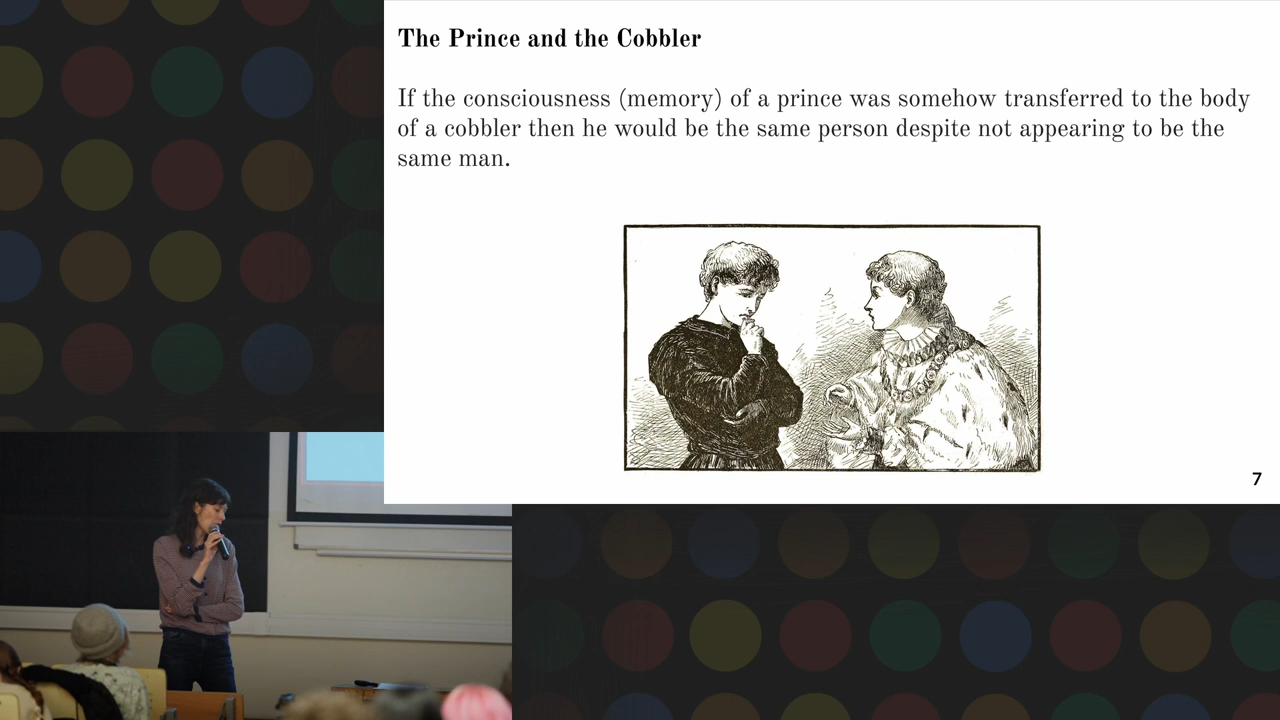 The Prince and the Cobbler
If the consciousness (memory) of a prince was somehow transferred to the body
of a cobbler then he would be the same person despite not appearing to be the
same man.
7